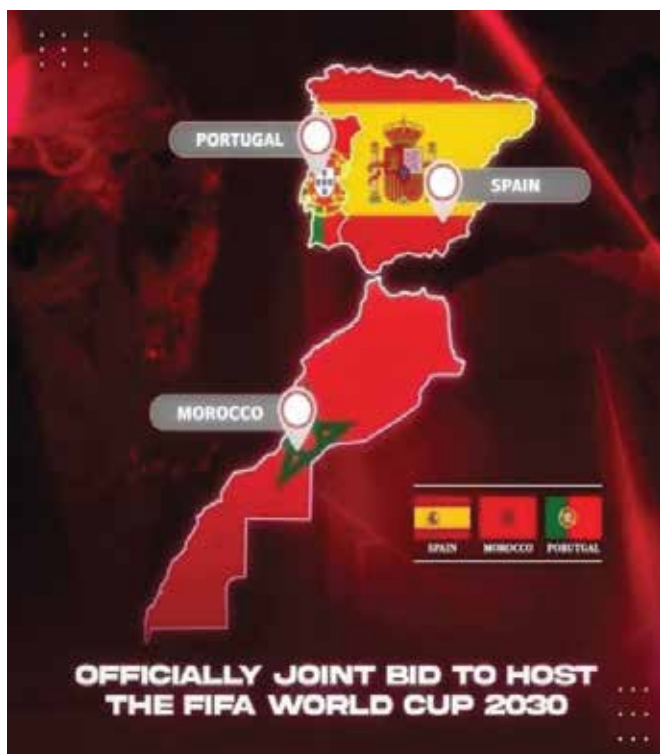 PORTUGAL
SPAIN
MOROCCO
SPAIN MOROCCO PORUTGAL
OFFICIALLY JOINT BID TO HOST
THE FIFA WORLD CUP 2030